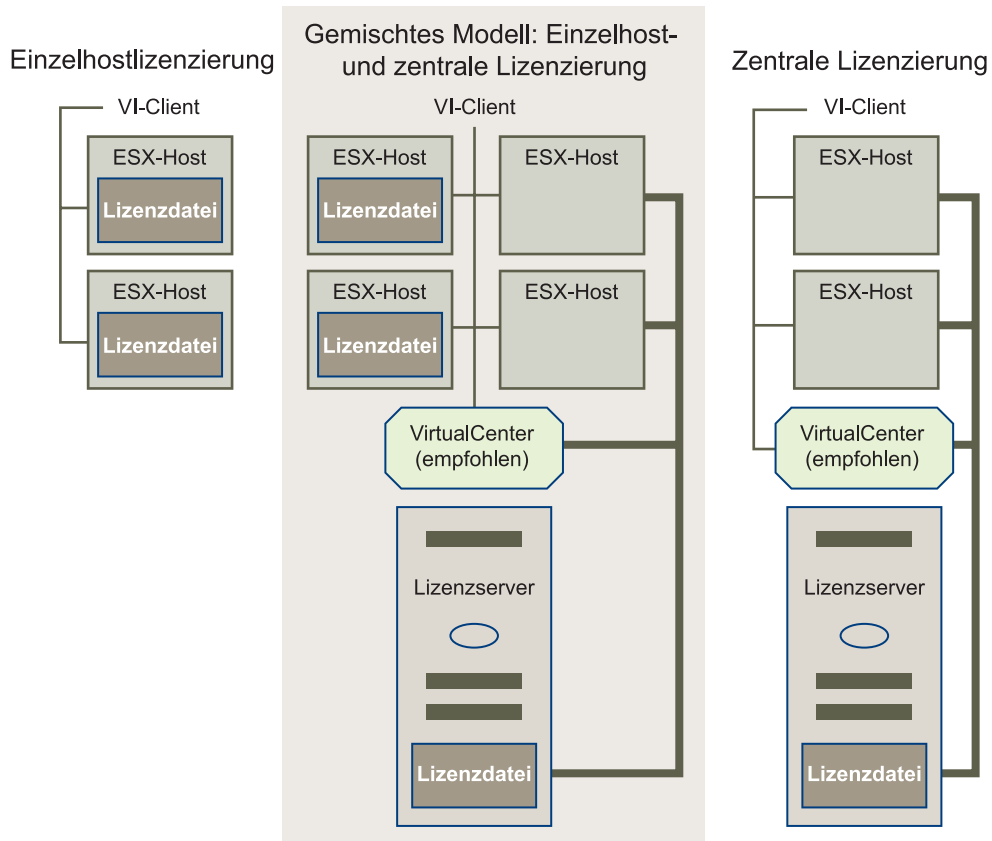 Einzelhostlizenzierung
VI-Client
ESX-Host
Lizenzdatei
ESX-Host
Lizenzdatei
Gemischtes Modell: Einzelhost-
und zentrale Lizenzierung
VI-Client
ESX-Host
Lizenzdatei
ESX-Host
ESX-Host
Lizenzdatei
ESX-Host
VirtualCenter
(empfohlen)
Lizenzserver
Lizenzdatei
Zentrale Lizenzierung
VI-Client
ESX-Host
ESX-Host
VirtualCenter
(empfohlen)
Lizenzserver
Lizenzdatei